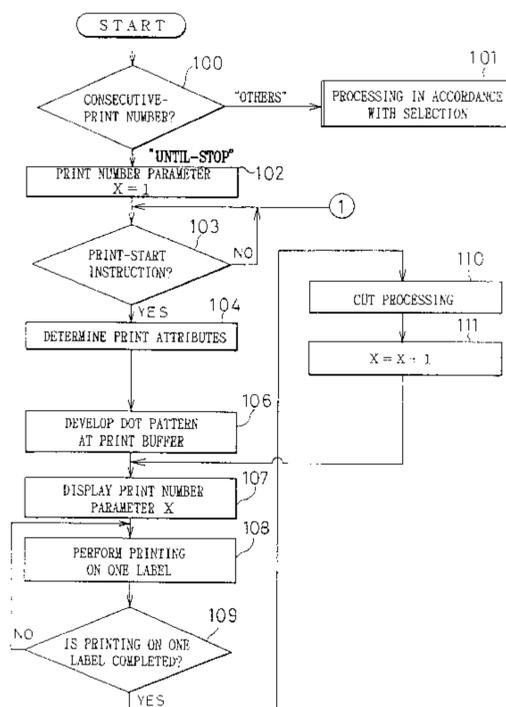 START
100
CONSECUTIVE-
PRINT NUMBER?
"OTHERS"
101
PROCESSING IN ACCORDANCE
WITH SELECTION
"UNTIL-STOP"
102
PRINT NUMBER PARAMETER
X = 1
1
103
PRINT-START
INSTRUCTION?
NO
YES
104
DETERMINE PRINT ATTRIBUTES
106
DEVELOP DOT PATTERN
AT PRINT BUFFER
107
DISPLAY PRINT NUMBER
PARAMETER X
108
PERFORM PRINTING
ON ONE LABEL
109
IS PRINTING ON ONE
LABEL COMPLETED?
NO
YES
110
CUT PROCESSING
111
X = X + 1